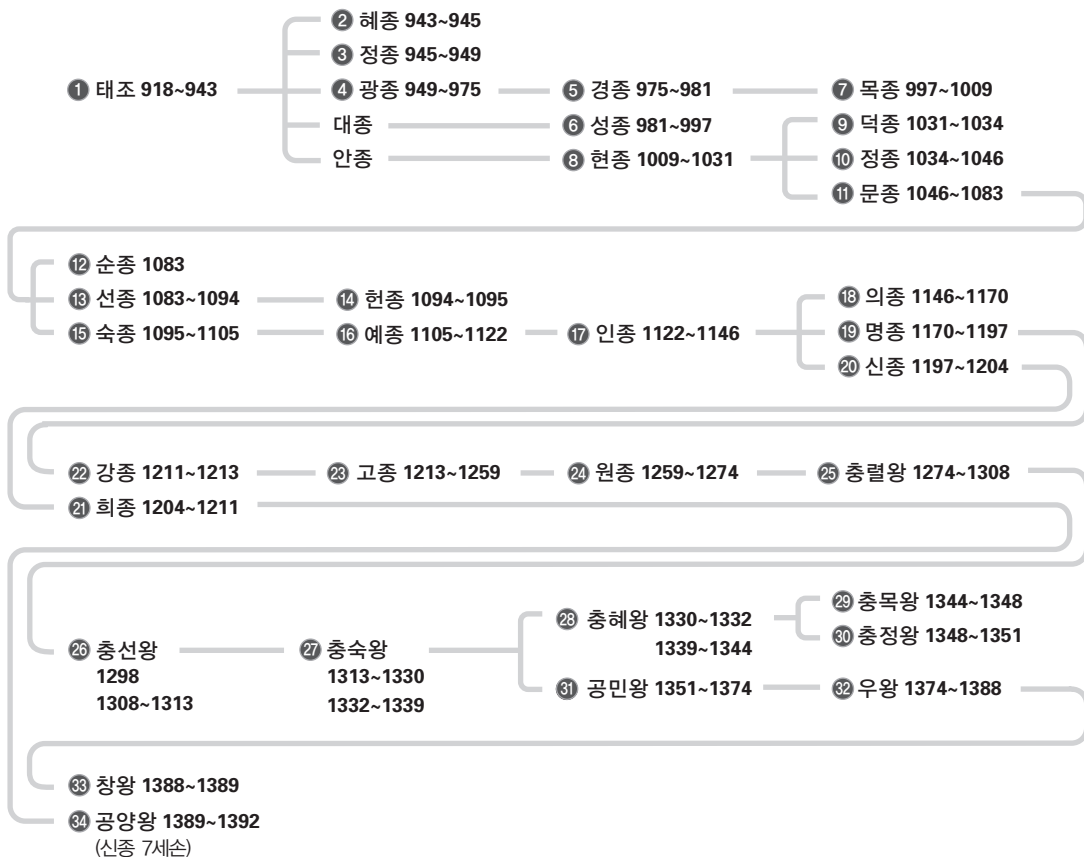 ❷ 혜종 943~945
❸ 정종 945~949
❶ 태조 918~943 ❹ 광종 949~975 ❺ 경종 975~981 ❼ 목종 997~1009
대종 ❻ 성종 981~997 ❾ 덕종 1031~1034
안종 ❽ 현종 1009~1031 ❿ 정종 1034~1046
⓫ 문종 1046~1083
⓬ 순종 1083
⓭ 선종 1083~1094 ⓮ 헌종 1094~1095 ⓲ 의종 1146~1170
⓯ 숙종 1095~1105 ⓰ 예종 1105~1122 ⓱ 인종 1122~1146 ⓳ 명종 1170~1197
⓴ 신종 1197~1204
㉒ 강종 1211~1213 ㉓ 고종 1213~1259 ㉔ 원종 1259~1274 ㉕ 충렬왕 1274~1308
㉑ 희종 1204~1211
㉙ 충목왕 1344~1348
㉘ 충혜왕 1330~1332
㉚ 충정왕 1348~1351
㉖ 충선왕 ㉗ 충숙왕 1339~1344
1298 1313~1330
㉛ 공민왕 1351~1374 ㉜ 우왕 1374~1388
1308~1313 1332~1339
㉝ 창왕 1388~1389
㉞ 공양왕 1389~1392
(신종 7세손)